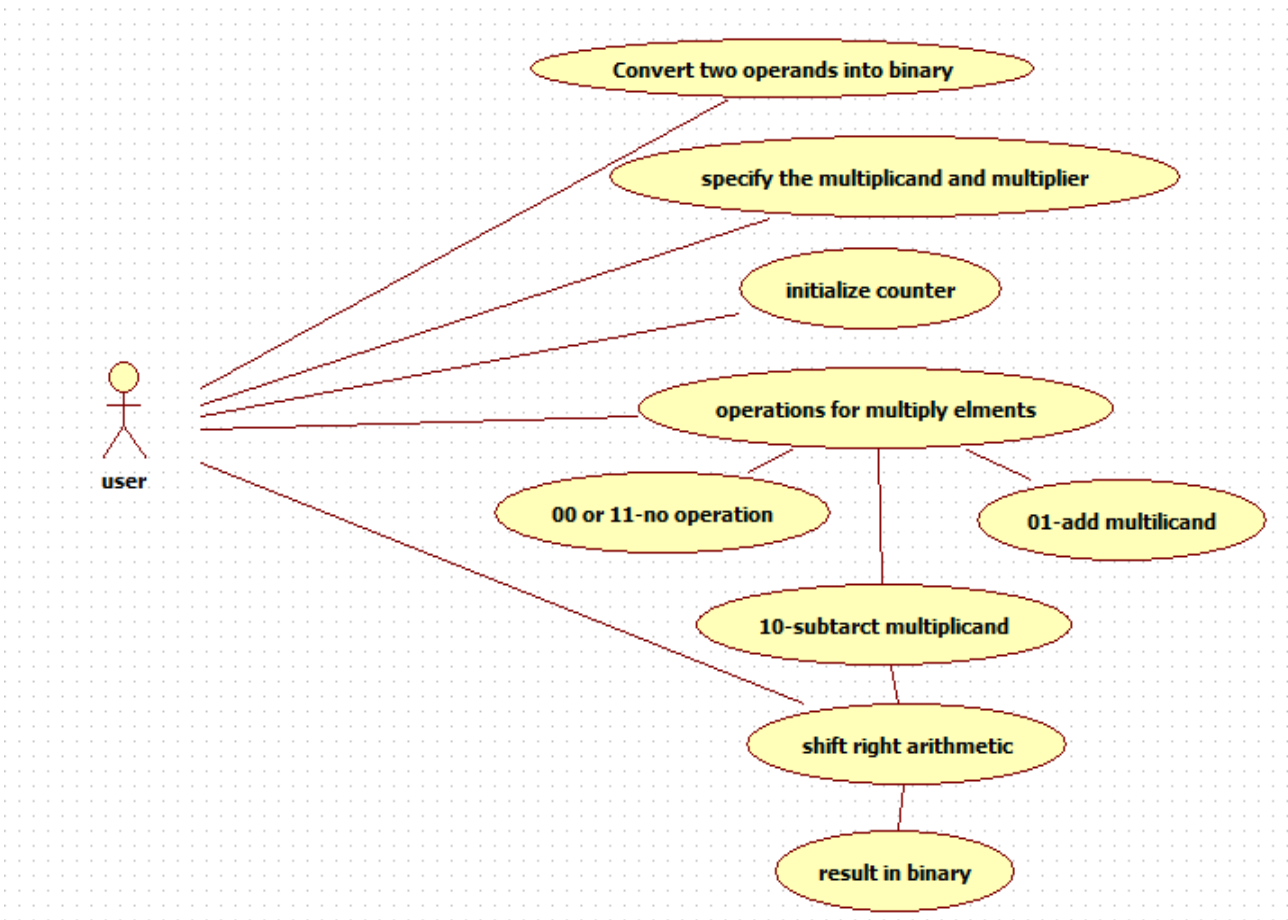 Convert two operands into binary
specify the multiplicand and multiplier
initialize counter
operations for multiply elments
user
00 or 11-no operation
01-add multilicand
10-subtarct multiplicand
shift right arithmetic
result in binary